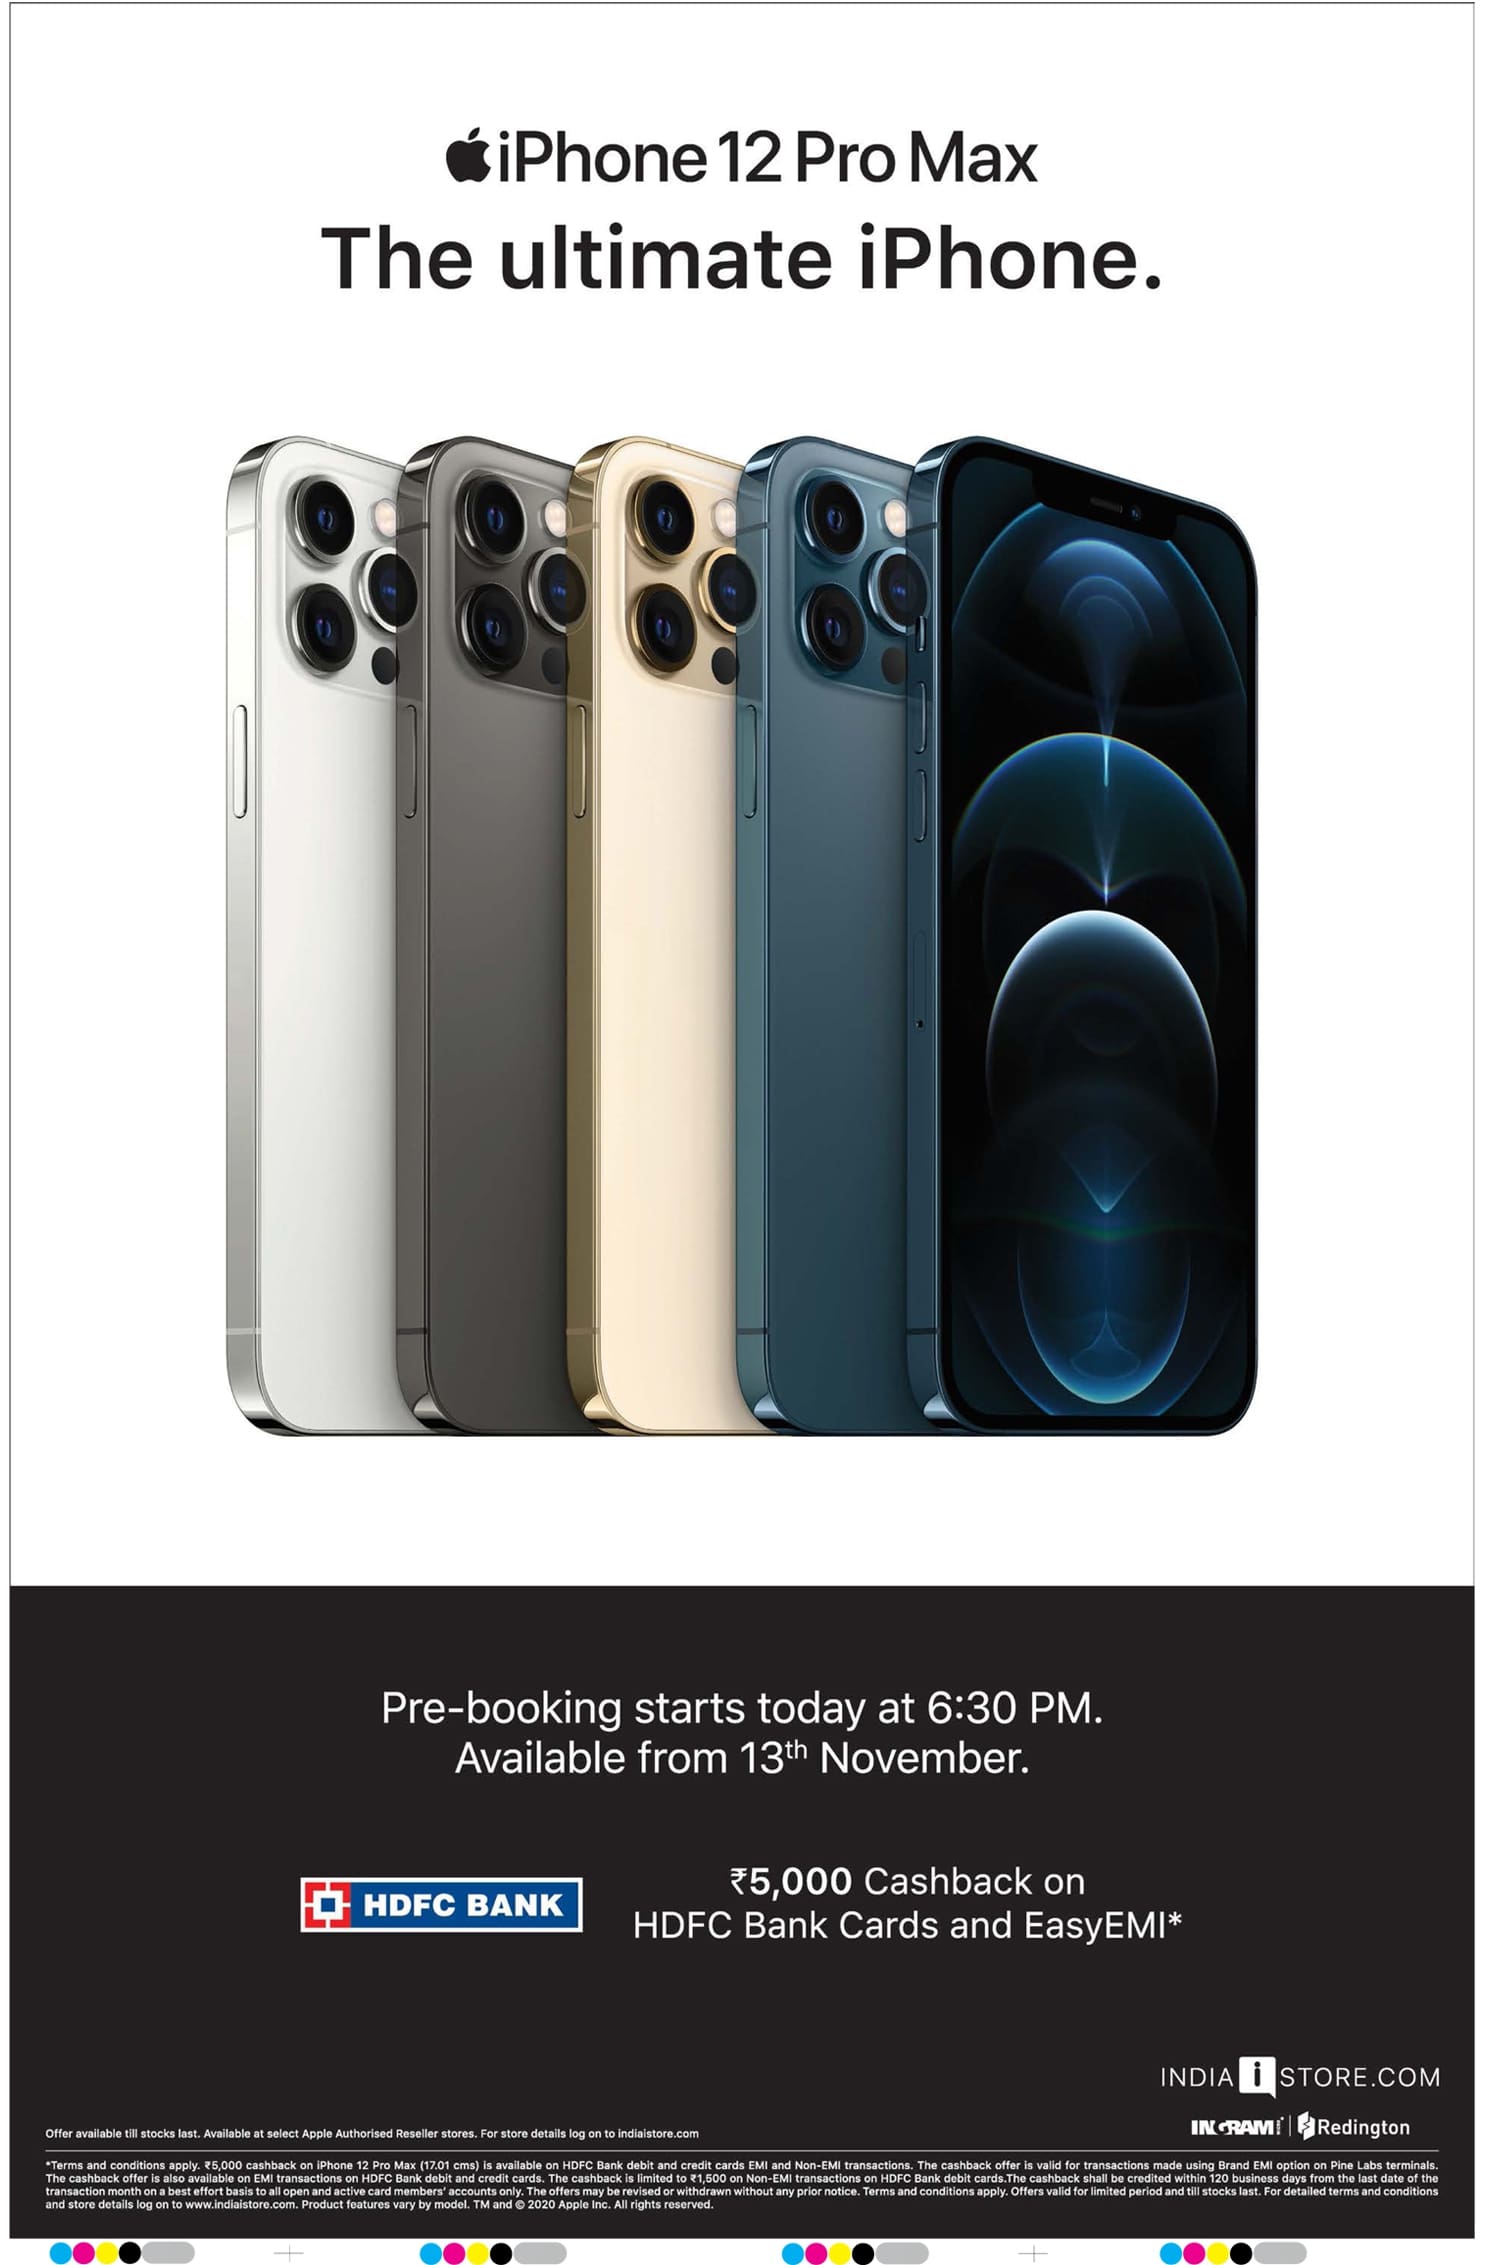 iPhone 12 Pro Max
The ultimate iPhone.
Pre-booking starts today at 6:30 PM.
Available from 13th November.
HDFC BANK
₹5,000 Cashback on
HDFC Bank Cards and EasyEMI*
INDIA i STORE.COM
INGRAM MICRO | Redington
Offer available till stocks last. Available at select Apple Authorised Reseller stores. For store details log on to indiaistore.com
*Terms and conditions apply. ₹5,000 cashback on iPhone 12 Pro Max (17.01 cms) is available on HDFC Bank debit and credit cards EMI and Non-EMI transactions. The cashback offer is valid for transactions made using Brand EMI option on Pine Labs terminals.
The cashback offer is also available on EMI transactions on HDFC Bank debit and credit cards. The cashback is limited to ₹1,500 on Non-EMI transactions on HDFC Bank debit cards.The cashback shall be credited within 120 business days from the last date of the
transaction month on a best effort basis to all open and active card members' accounts only. The offers may be revised or withdrawn without any prior notice. Terms and conditions apply. Offers valid for limited period and till stocks last. For detailed terms and conditions
and store details log on to www.indiaistore.com. Product features vary by model. TM and © 2020 Apple Inc. All rights reserved.